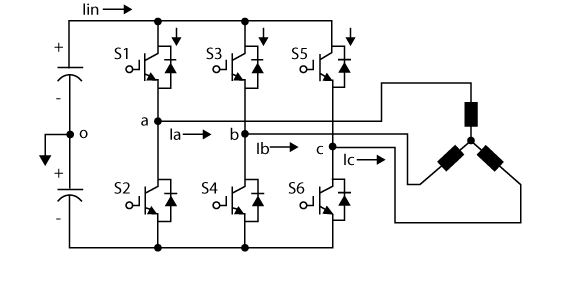 Iin
+
S1
S3
S5
-
a
Ia
o
b
Ib
c
Ic
+
S2
S4
S6
-